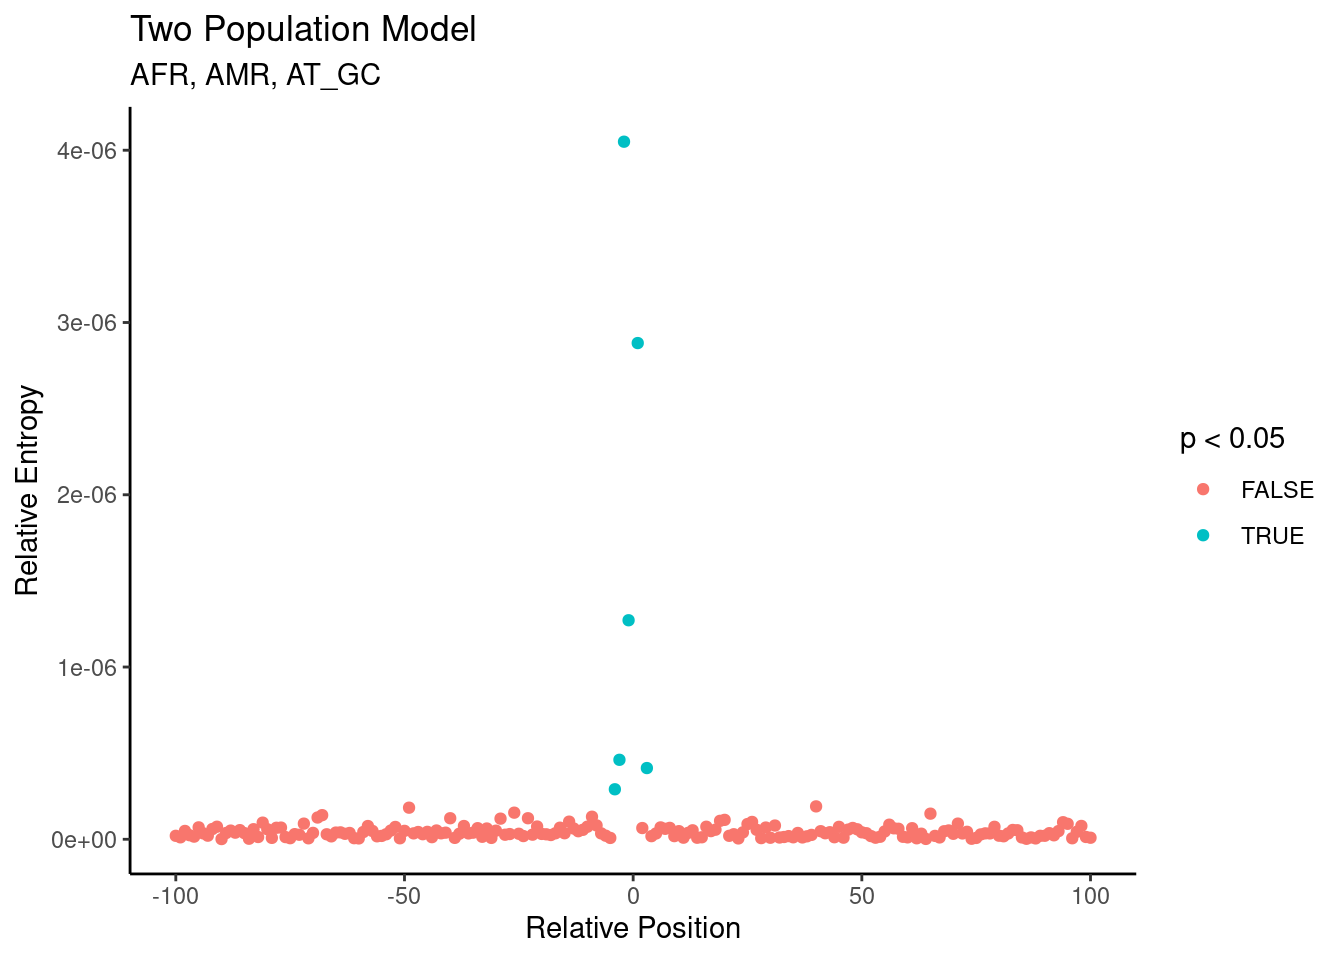 Two Population Model
AFR, AMR, AT_GC
4e-06
3e-06
2e-06
1e-06
0e+00
Relative Entropy
-100
-50
0
50
100
Relative Position
p < 0.05
FALSE
TRUE